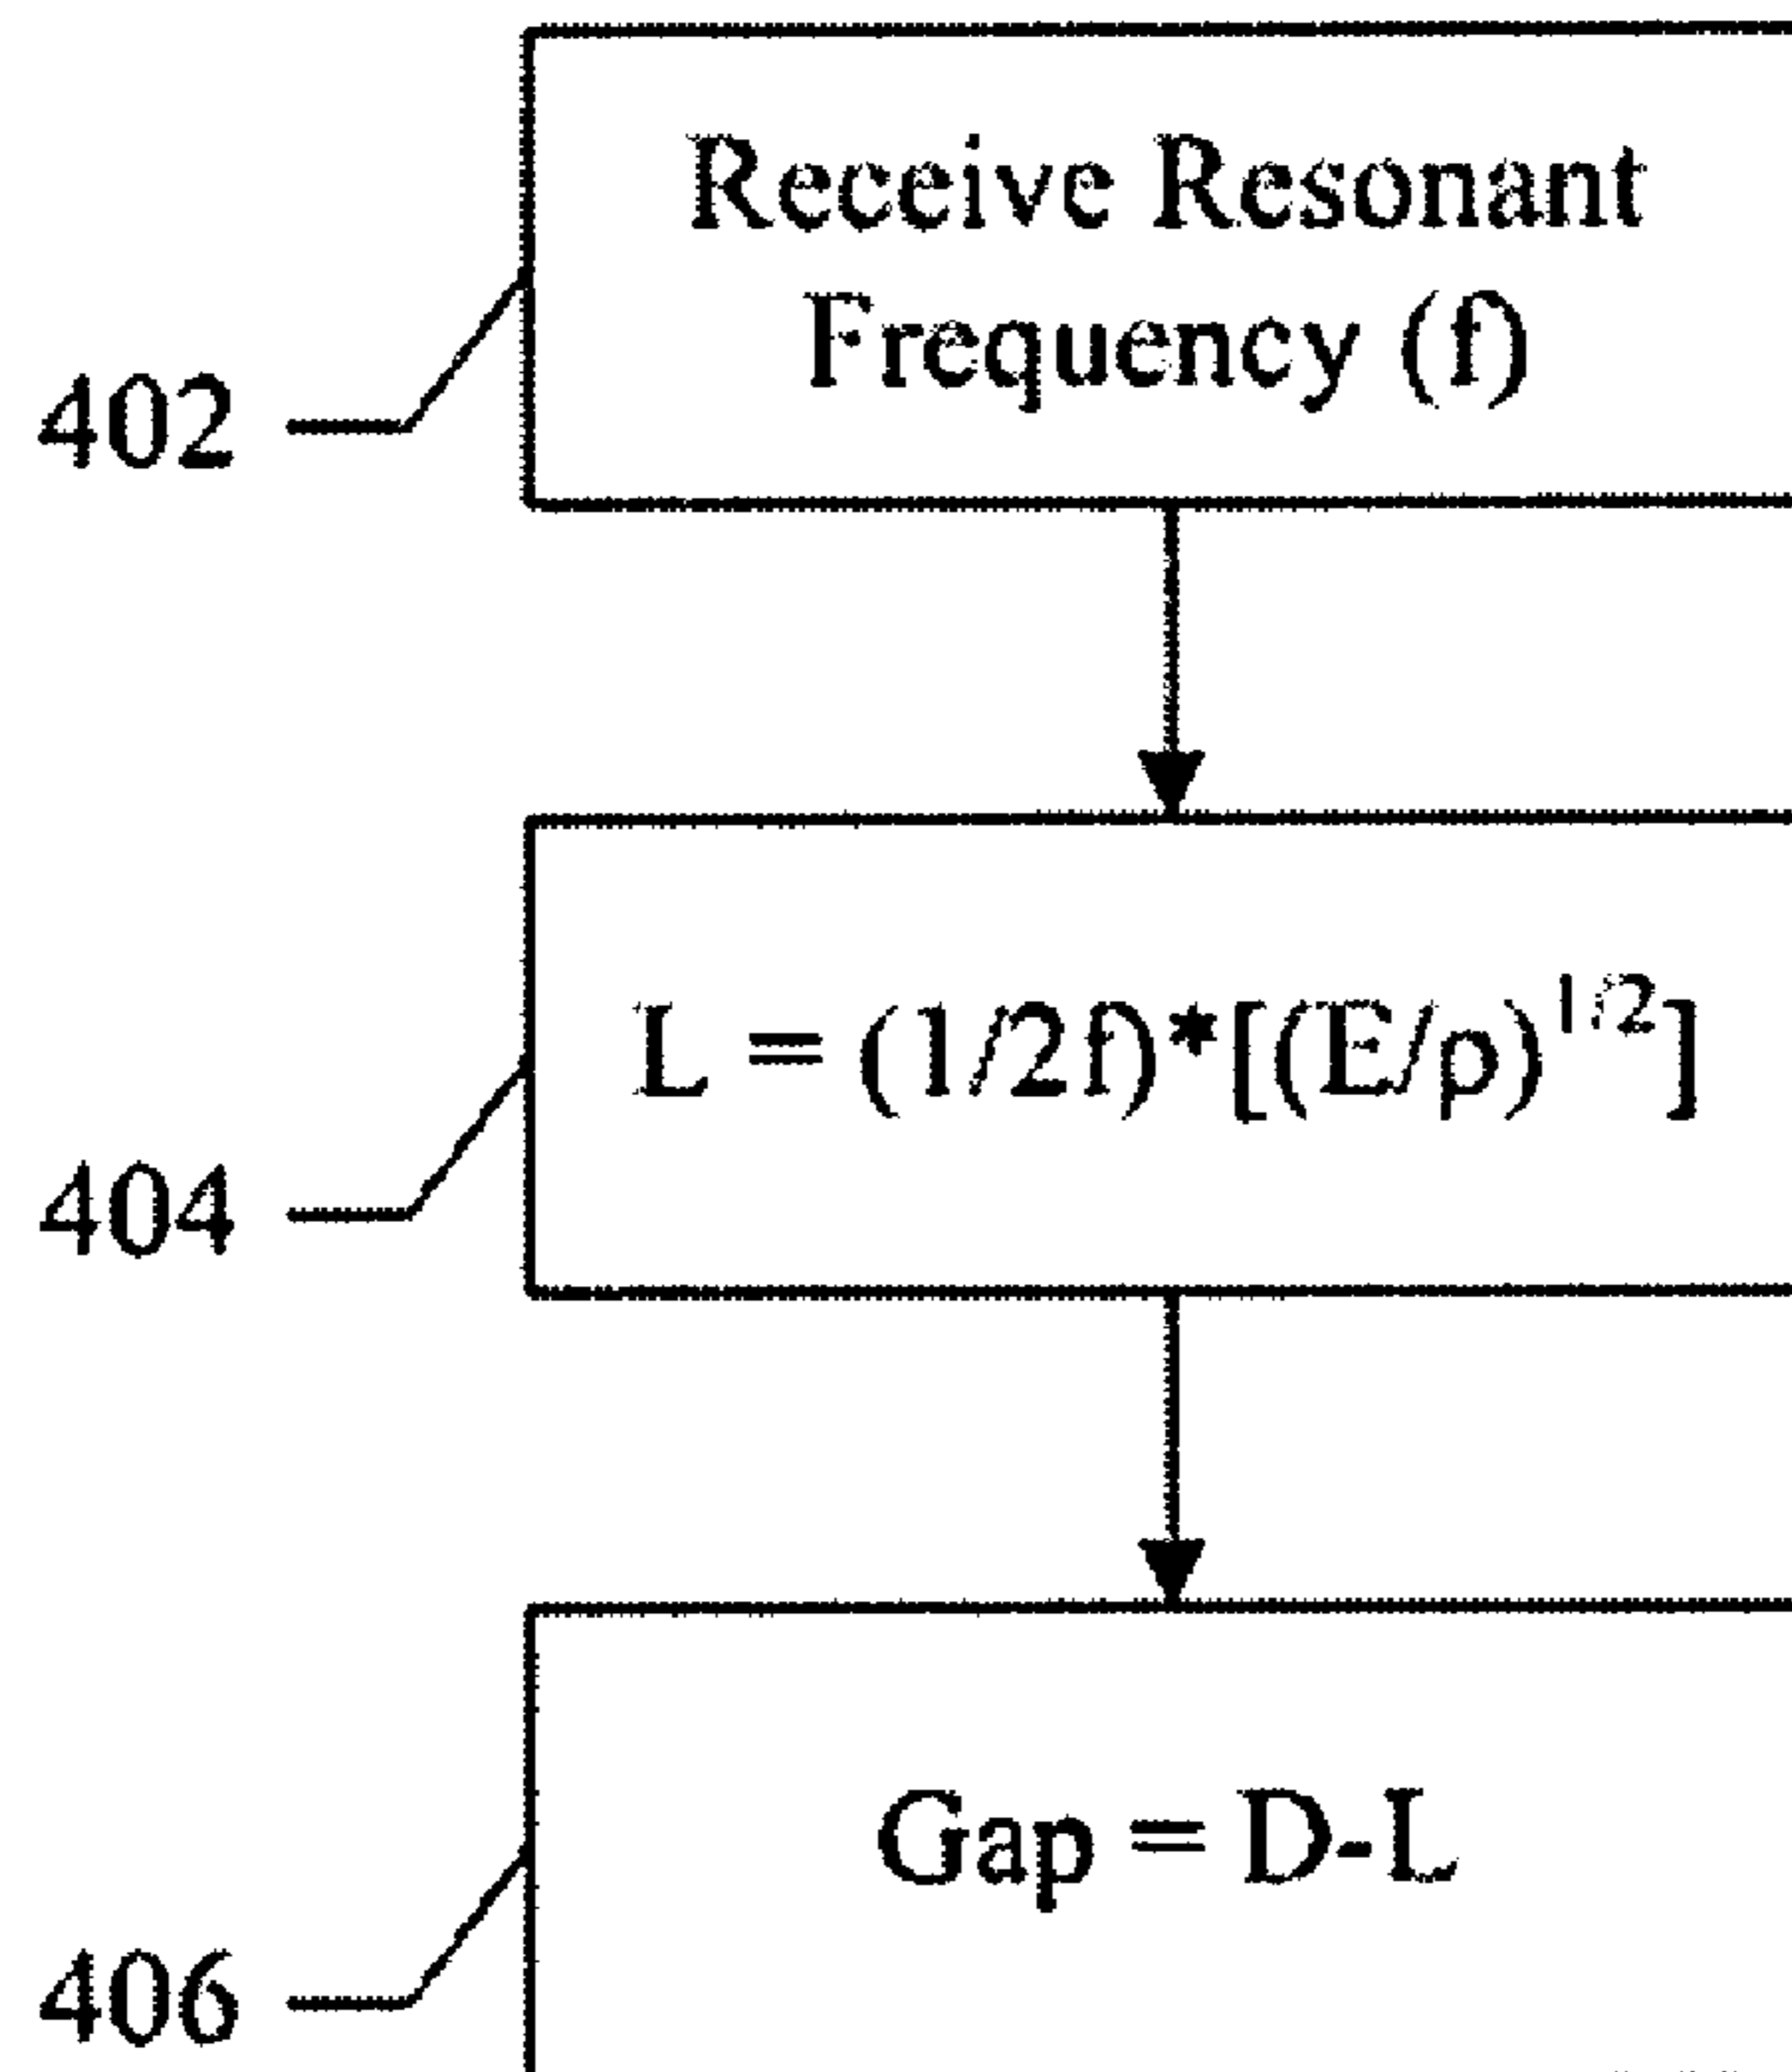 Receive Resonant
Frequency (f)
402
L = (1/2f)*[(E/ρ)^1/2]
404
Gap = D-L
406